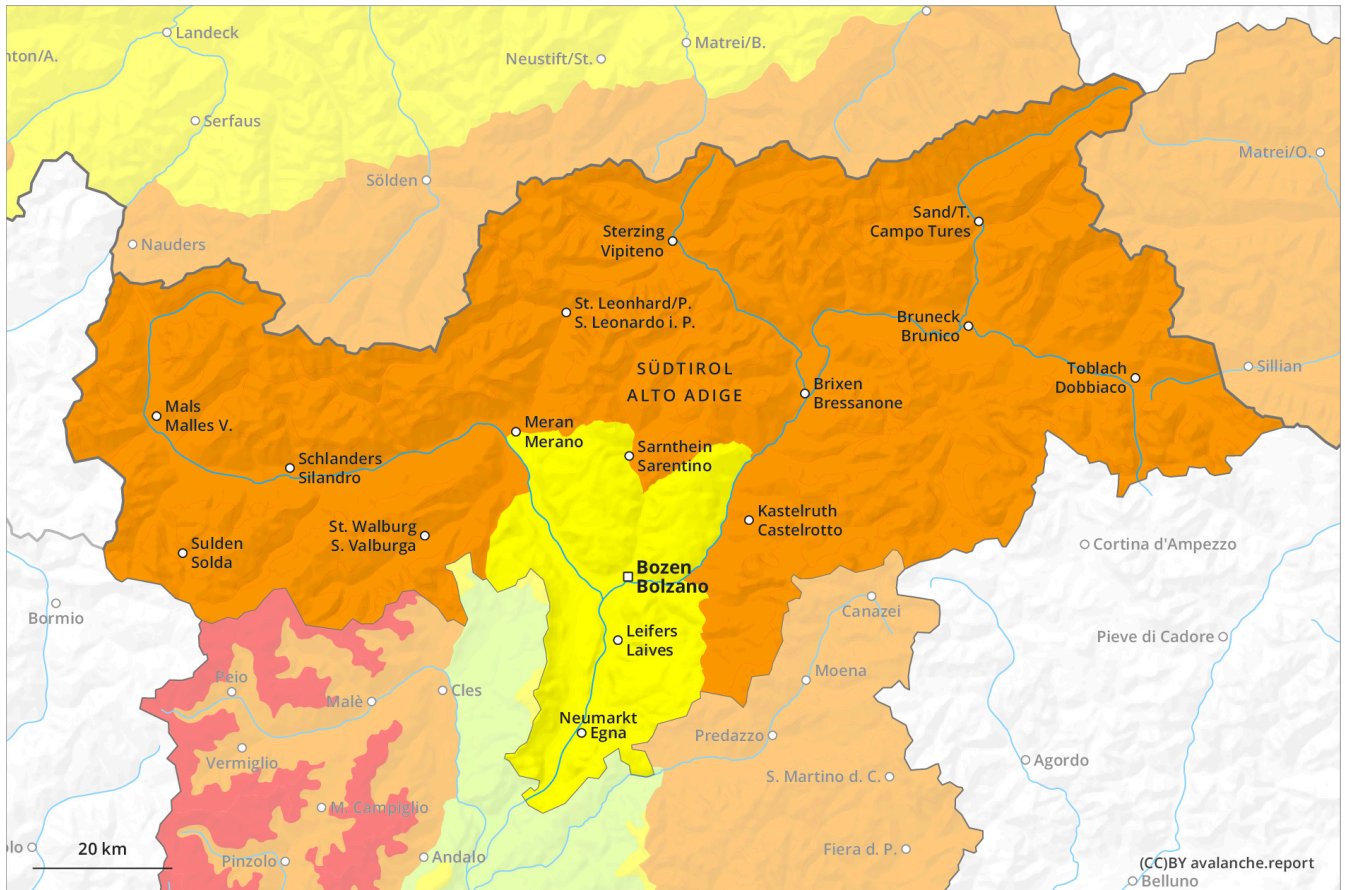 Landeck
Matrei/B.
nton/A.
Neustift/St.
Serfaus
Matrei/O.
Sölden
Sand/T.
Campo Tures
Sterzing
Vipiteno
Nauders
St. Leonhard/P.
S. Leonardo i. P.
Bruneck
Brunico
SÜDTIROL
ALTO ADIGE
Toblach
Dobbiaco
Sillian
Brixen
Bressanone
Mals
Malles V.
Meran
Merano
Sarnthein
Sarentino
Schlanders
Silandro
Kastelruth
Castelrotto
St. Walburg
S. Valburga
Sulden
Solda
Cortina d'Ampezzo
Bozen
Bolzano
Bormio
Canazei
Leifers
Laives
Pieve di Cadore
Peio
Malè
Cles
Moena
Neumarkt
Egna
Predazzo
Vermiglio
Agordo
S. Martino d. C.
M. Campiglio
lo
20 km
Pinzolo
Andalo
Fiera d. P.
(CC)BY avalanche.report
Belluno